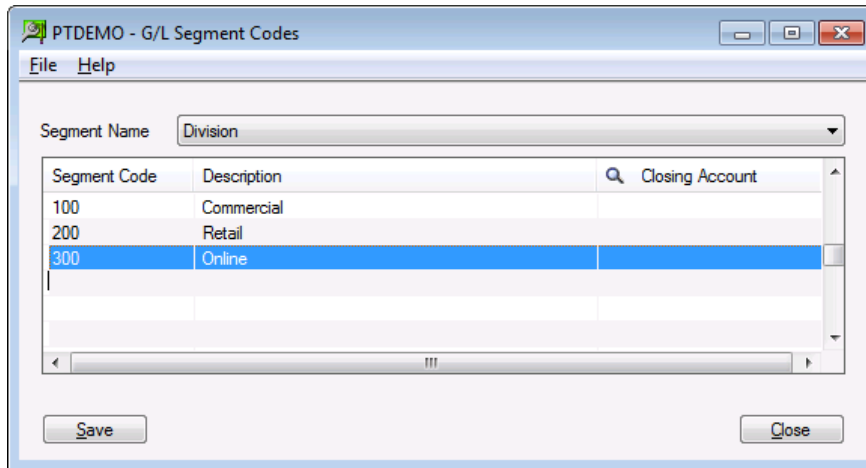 PTDEMO - G/L Segment Codes
File Help
Segment Name Division
Segment Code Description Closing Account
100 Commercial
200 Retail
300 Online
Save Close